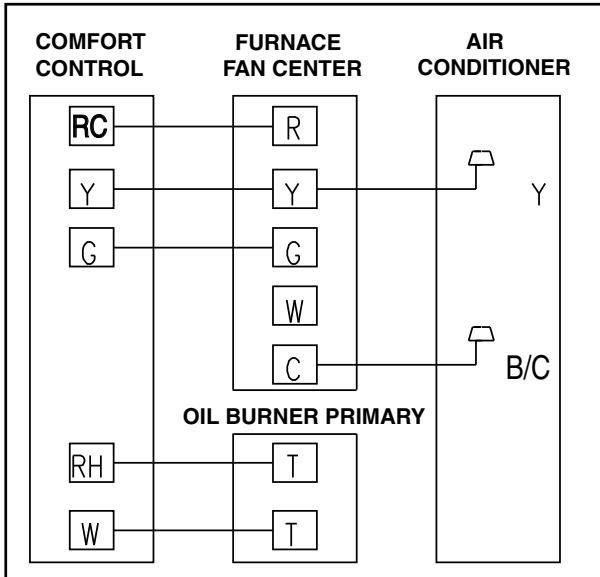 COMFORT
CONTROL
FURNACE
FAN CENTER
AIR
CONDITIONER
RC
R
Y
Y
Y
G
G
W
C
B/C
OIL BURNER PRIMARY
RH
T
W
T